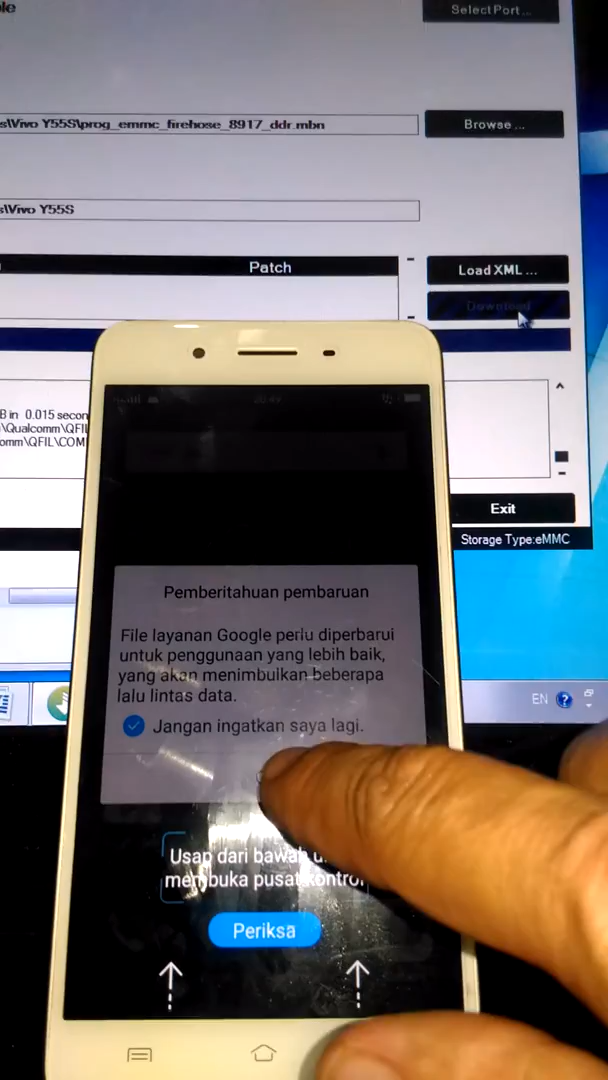 ple
Select Port ...
s\Vivo Y55S\prog_emmc_firehose_8917_ddr.mbn
Browse ...
s\Vivo Y55S
Patch
Load XML ...
Download
B in 0.015 secon
\Qualcomm\QFIL
omm\QFIL\COM
Exit
Storage Type:eMMC
EN
20:49
Pemberitahuan pembaruan
File layanan Google perlu diperbarui
untuk penggunaan yang lebih baik,
yang akan menimbulkan beberapa
lalu lintas data.
Jangan ingatkan saya lagi.
Usap dari bawah u
membuka pusat kontrol
Periksa